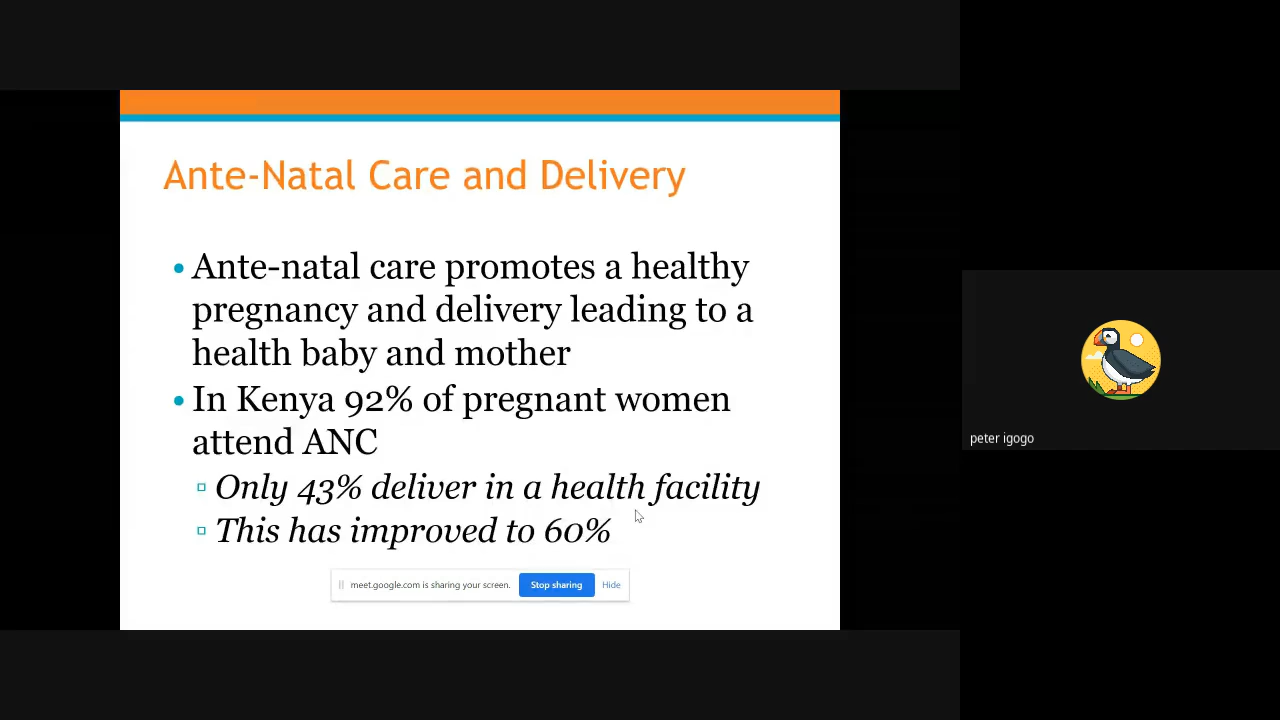 Ante-Natal Care and Delivery
• Ante-natal care promotes a healthy
pregnancy and delivery leading to a
health baby and mother
• In Kenya 92% of pregnant women
attend ANC
▫ Only 43% deliver in a health facility
▫ This has improved to 60%
meet.google.com is sharing your screen. Stop sharing Hide
peter igogo